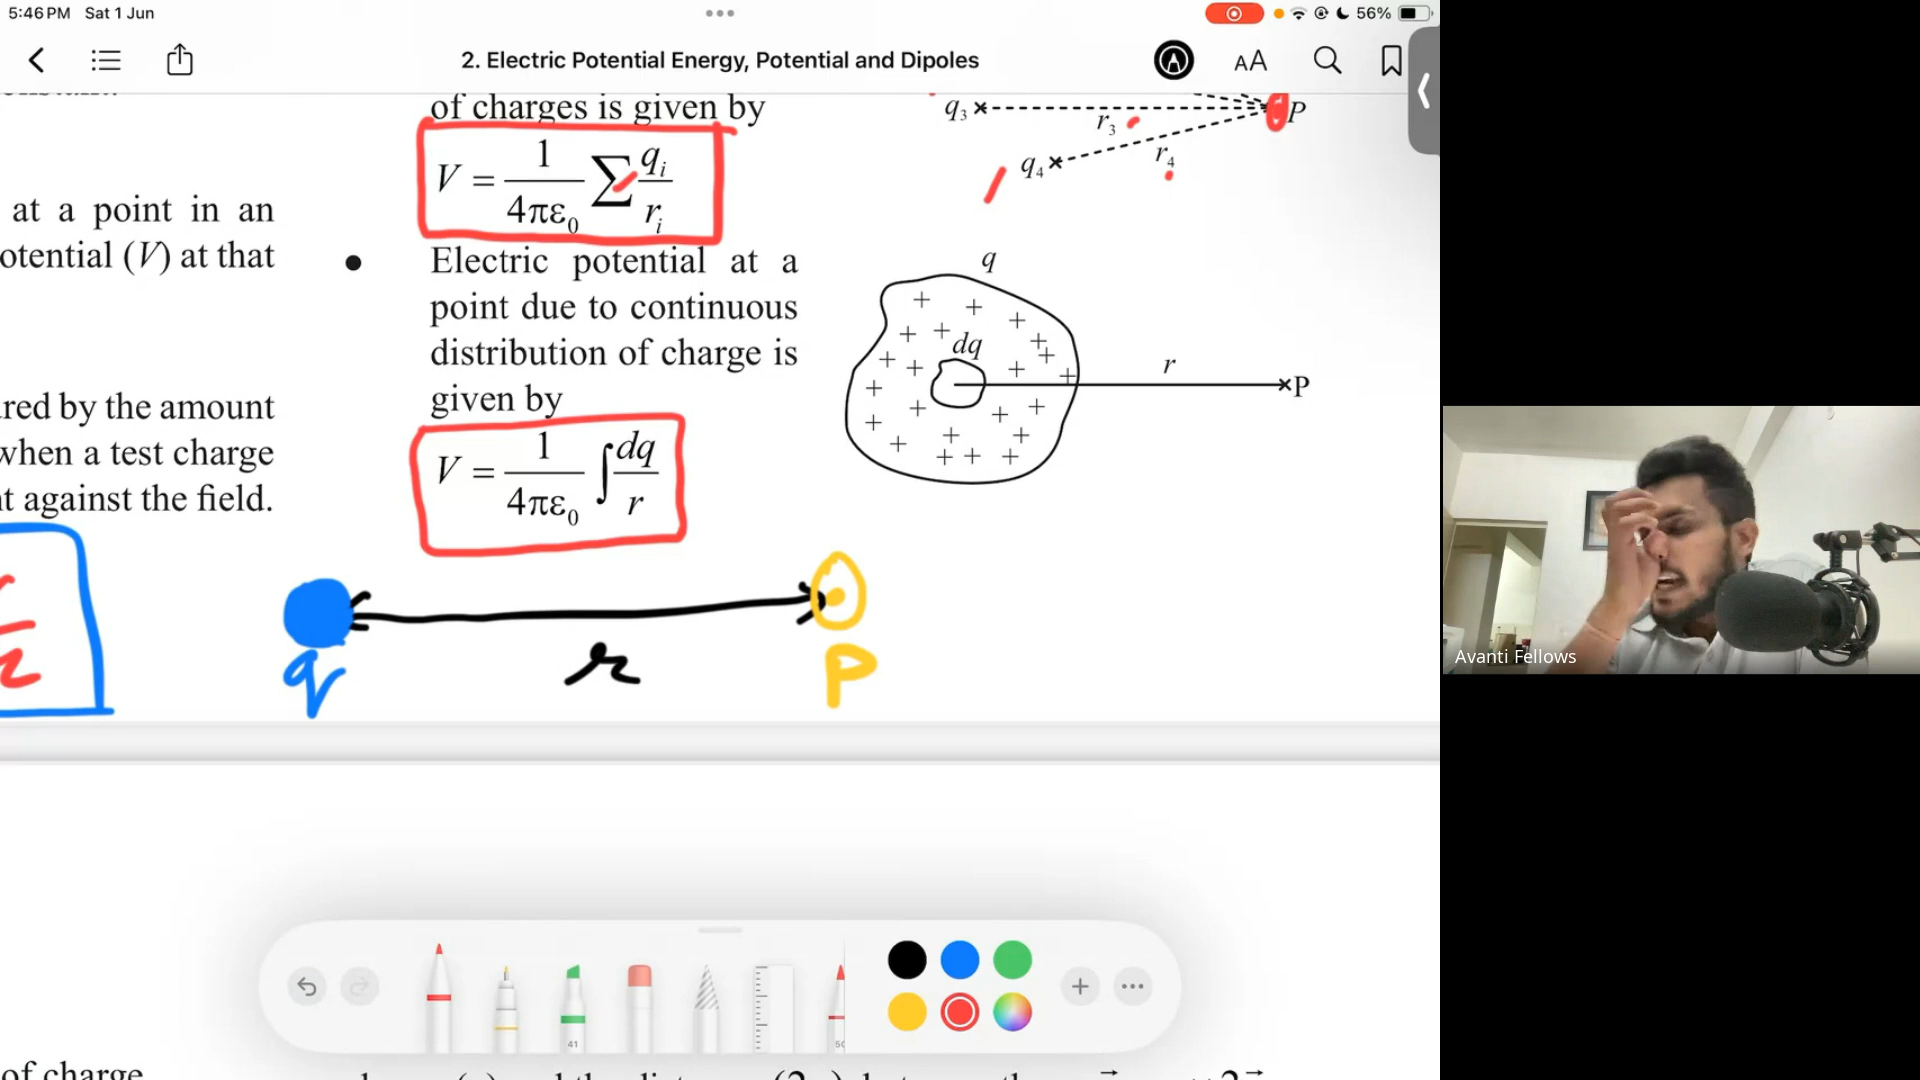 5:46 PM Sat 1 Jun
56%
2. Electric Potential Energy, Potential and Dipoles
AA
of charges is given by
V = 1/4πε₀ ∑ qᵢ/rᵢ
q₃ r₃ P
q₄ r₄
at a point in an
otential (V) at that
• Electric potential at a
point due to continuous
distribution of charge is
given by
V = 1/4πε₀ ∫ dq/r
q
dq
r
P
red by the amount
when a test charge
t against the field.
q r P
Avanti Fellows
41
of charge